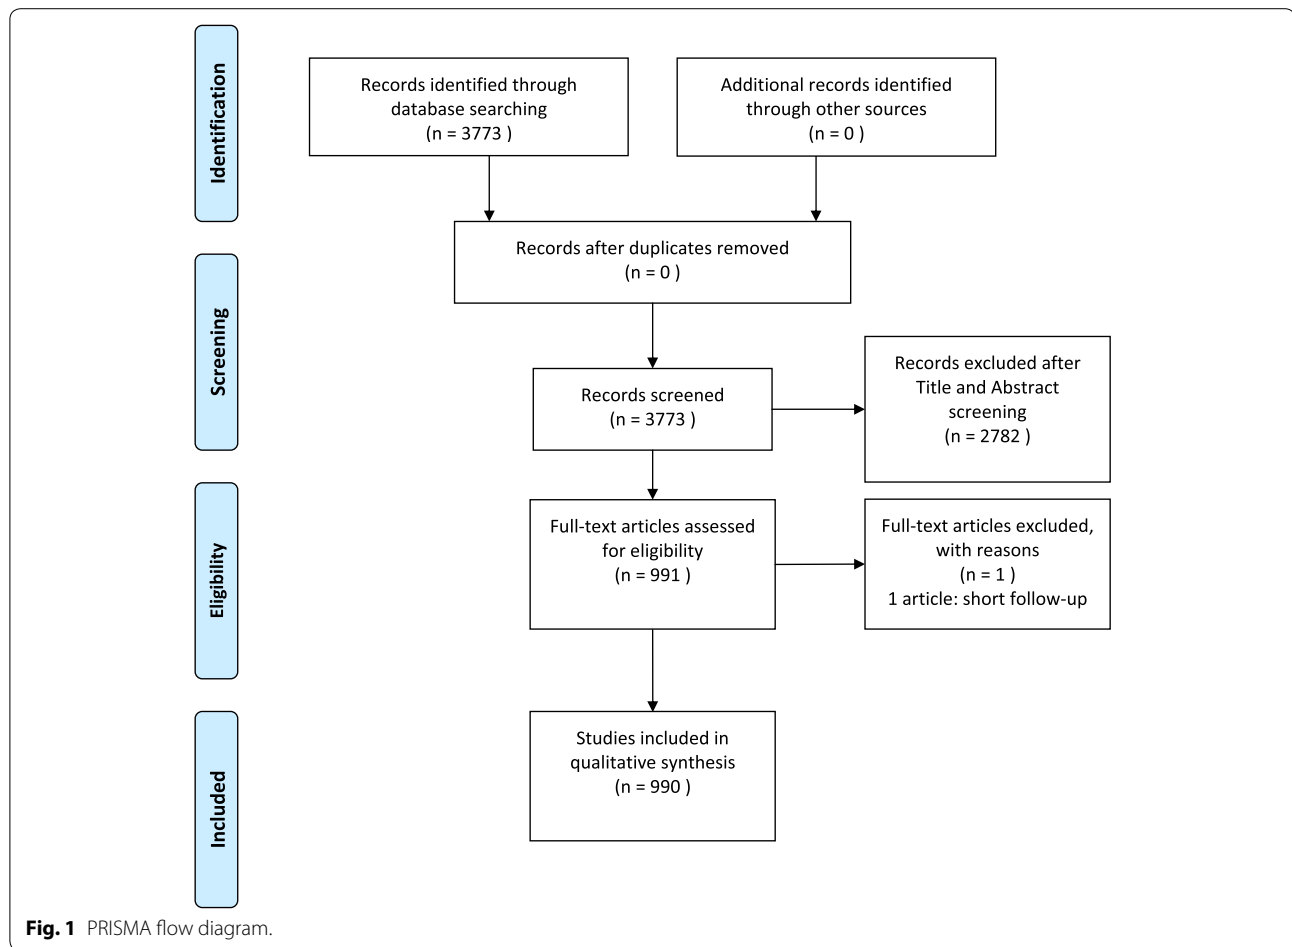 Identification
Records identified through
database searching
(n = 3773 )
Additional records identified
through other sources
(n = 0 )
Records after duplicates removed
(n = 0 )
Screening
Records screened
(n = 3773 )
Records excluded after
Title and Abstract
screening
(n = 2782 )
Eligibility
Full-text articles assessed
for eligibility
(n = 991 )
Full-text articles excluded,
with reasons
(n = 1 )
1 article: short follow-up
Included
Studies included in
qualitative synthesis
(n = 990 )
Fig. 1 PRISMA flow diagram.